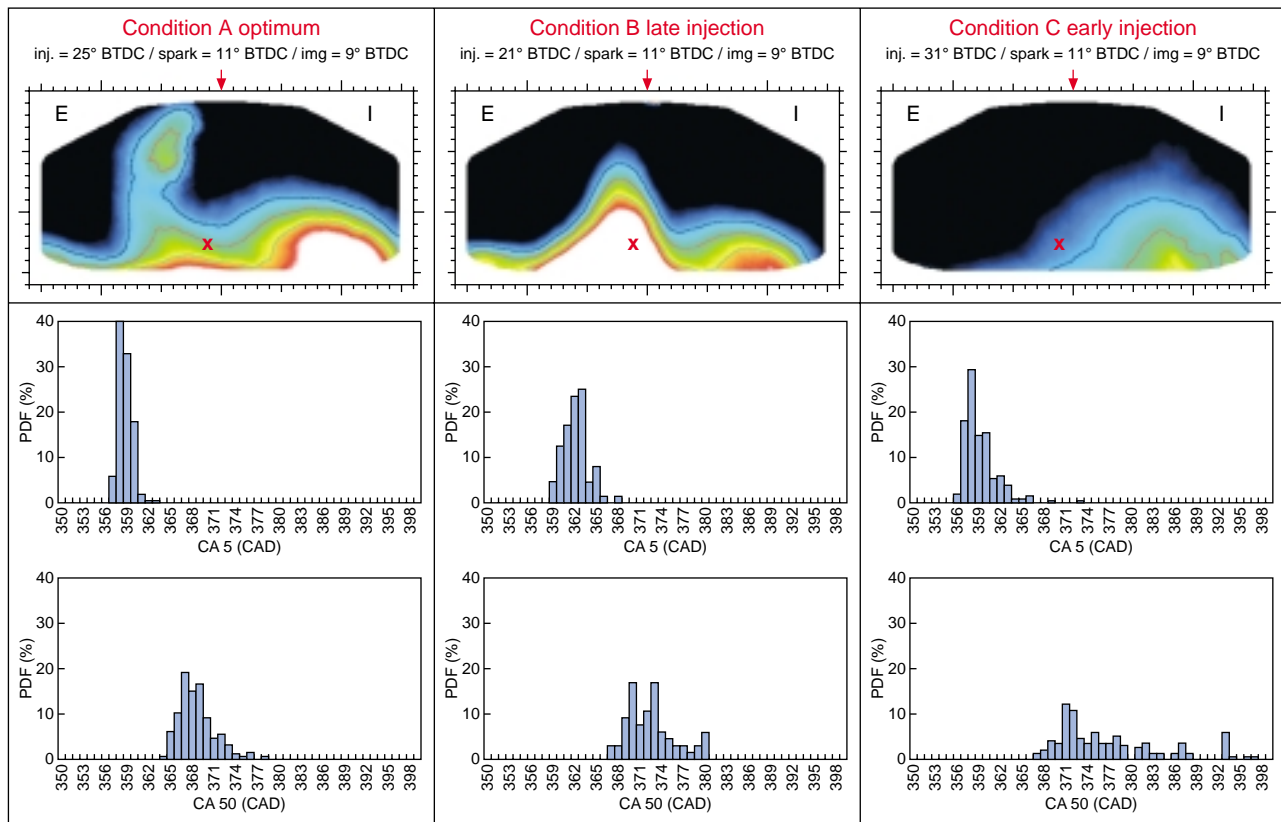 Condition A optimum
inj. = 25° BTDC / spark = 11° BTDC / img = 9° BTDC
E I
x
40
30
20
10
0
PDF (%)
350 353 356 359 362 365 368 371 374 377 380 383 386 389 392 395 398
CA 5 (CAD)
40
30
20
10
0
PDF (%)
350 353 356 359 362 365 368 371 374 377 380 383 386 389 392 395 398
CA 50 (CAD)
Condition B late injection
inj. = 21° BTDC / spark = 11° BTDC / img = 9° BTDC
E I
x
40
30
20
10
0
PDF (%)
350 353 356 359 362 365 368 371 374 377 380 383 386 389 392 395 398
CA 5 (CAD)
40
30
20
10
0
PDF (%)
350 353 356 359 362 365 368 371 374 377 380 383 386 389 392 395 398
CA 50 (CAD)
Condition C early injection
inj. = 31° BTDC / spark = 11° BTDC / img = 9° BTDC
E I
x
40
30
20
10
0
PDF (%)
350 353 356 359 362 365 368 371 374 377 380 383 386 389 392 395 398
CA 5 (CAD)
40
30
20
10
0
PDF (%)
350 353 356 359 362 365 368 371 374 377 380 383 386 389 392 395 398
CA 50 (CAD)